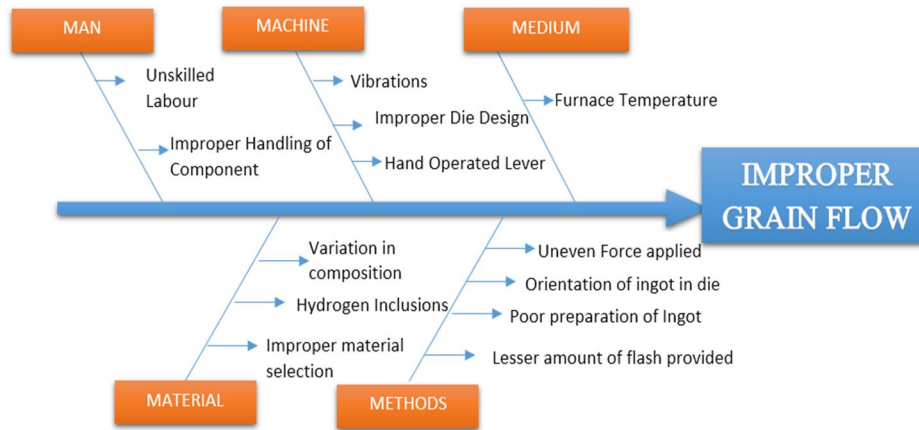 MAN
MACHINE
MEDIUM
Unskilled
Labour
Improper Handling of
Component
Vibrations
Improper Die Design
Hand Operated Lever
Furnace Temperature
IMPROPER
GRAIN FLOW
Variation in
composition
Hydrogen Inclusions
Improper material
selection
Uneven Force applied
Orientation of ingot in die
Poor preparation of Ingot
Lesser amount of flash provided
MATERIAL
METHODS